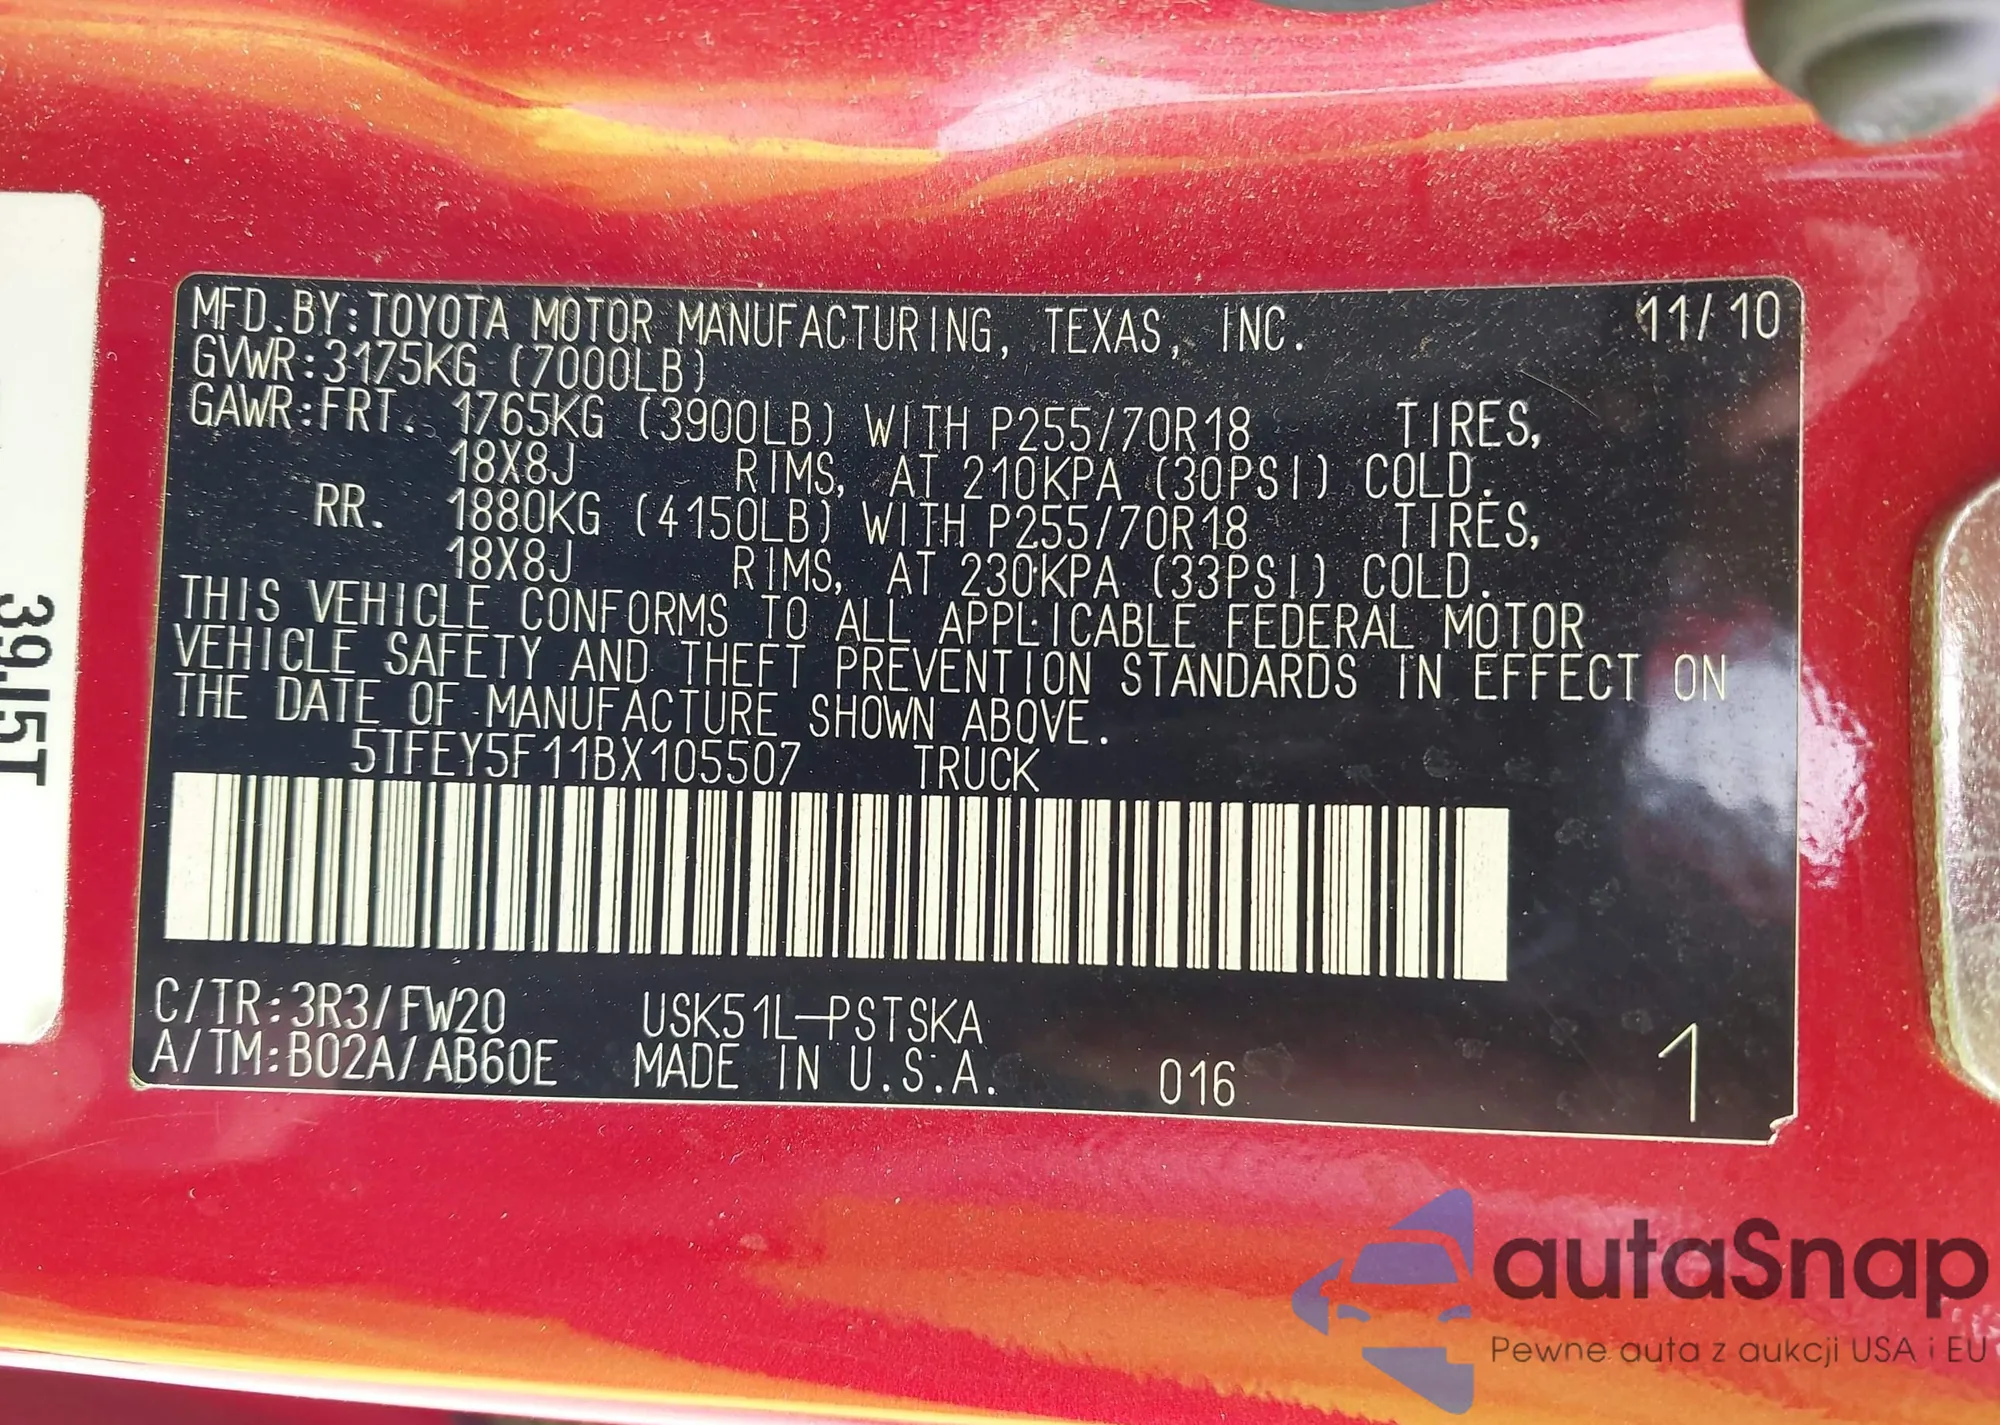 MFD.BY:TOYOTA MOTOR MANUFACTURING, TEXAS, INC. 11/10
GVWR:3175KG (7000LB)
GAWR:FRT. 1765KG (3900LB) WITH P255/70R18 TIRES,
18X8J RIMS, AT 210KPA (30PSI) COLD.
RR. 1880KG (4150LB) WITH P255/70R18 TIRES,
18X8J RIMS, AT 230KPA (33PSI) COLD.
THIS VEHICLE CONFORMS TO ALL APPLICABLE FEDERAL MOTOR
VEHICLE SAFETY AND THEFT PREVENTION STANDARDS IN EFFECT ON
THE DATE OF MANUFACTURE SHOWN ABOVE.
5TFEY5F11BX105507 TRUCK
C/TR:3R3/FW20 USK51L-PSTSKA
A/TM:B02A/AB60E MADE IN U.S.A. 016 1
autaSnap
Pewne auta z aukcji USA i EU